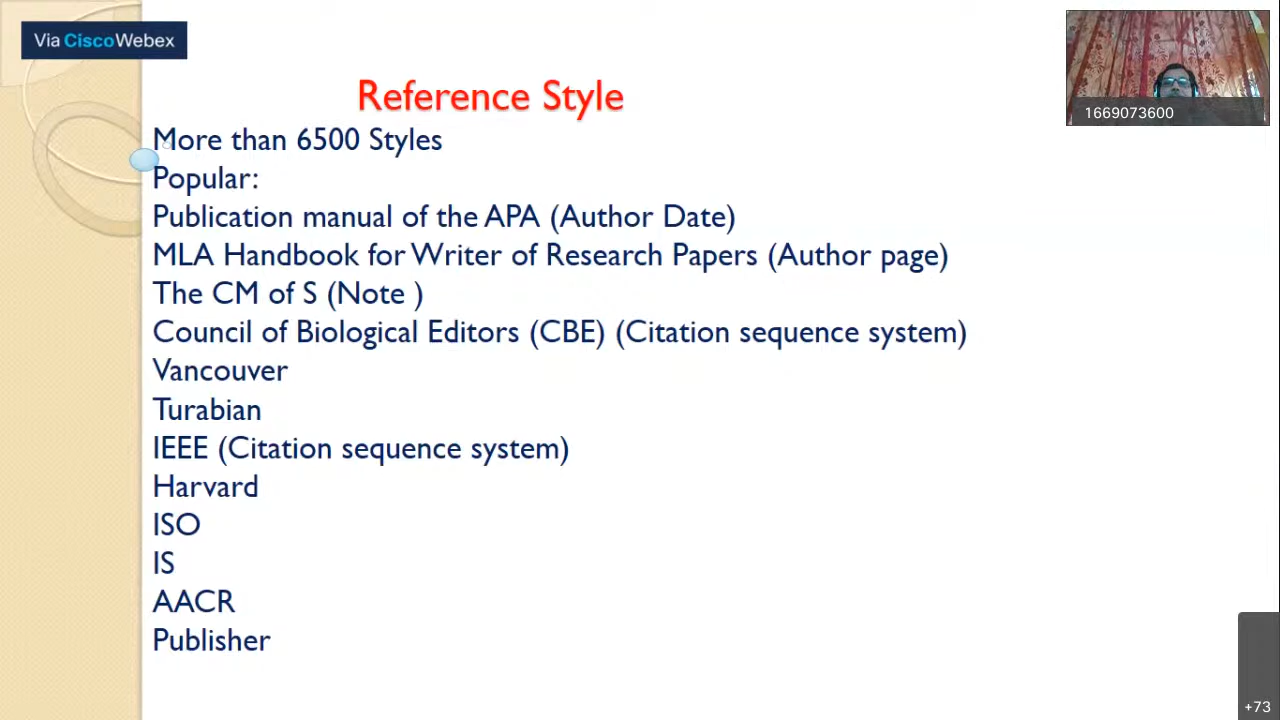 Via CiscoWebex
1669073600
Reference Style
More than 6500 Styles
Popular:
Publication manual of the APA (Author Date)
MLA Handbook for Writer of Research Papers (Author page)
The CM of S (Note )
Council of Biological Editors (CBE) (Citation sequence system)
Vancouver
Turabian
IEEE (Citation sequence system)
Harvard
ISO
IS
AACR
Publisher
+73